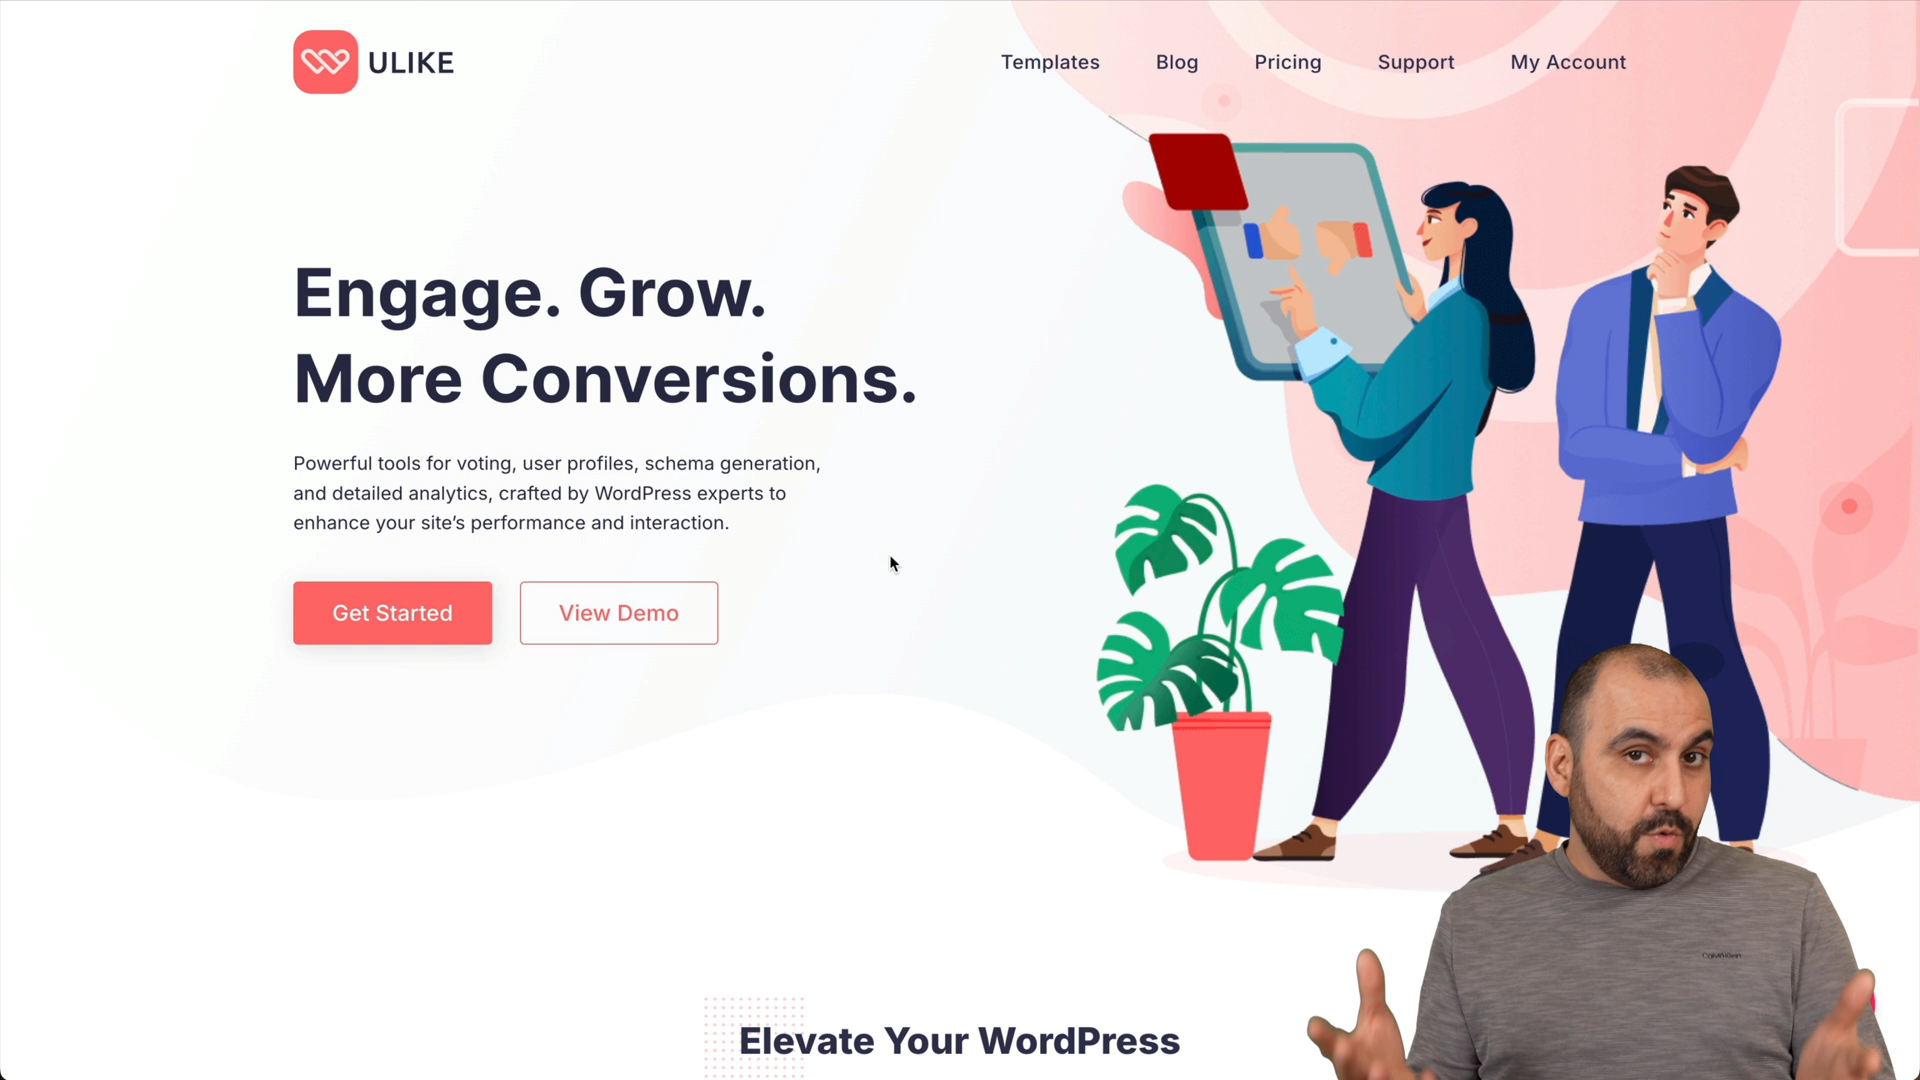 ULIKE
Templates
Blog
Pricing
Support
My Account
Engage. Grow.
More Conversions.
Powerful tools for voting, user profiles, schema generation,
and detailed analytics, crafted by WordPress experts to
enhance your site’s performance and interaction.
Get Started
View Demo
Calvin Klein
Elevate Your WordPress